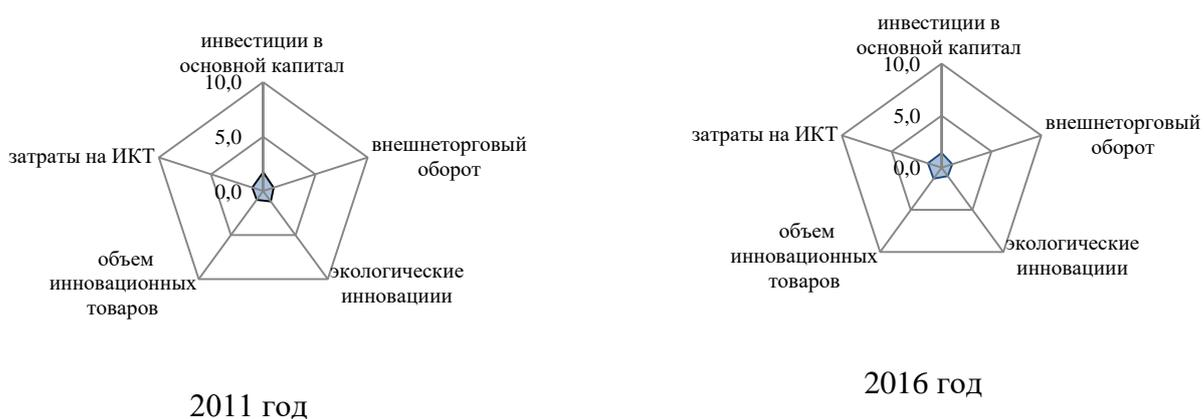 инвестиции в
основной капитал
10,0
5,0
0,0
внешнеторговый
оборот
экологические
инновациии
объем
инновационных
товаров
затраты на ИКТ
2011 год
инвестиции в
основной капитал
10,0
5,0
0,0
внешнеторговый
оборот
экологические
инновациии
объем
инновационных
товаров
затраты на ИКТ
2016 год